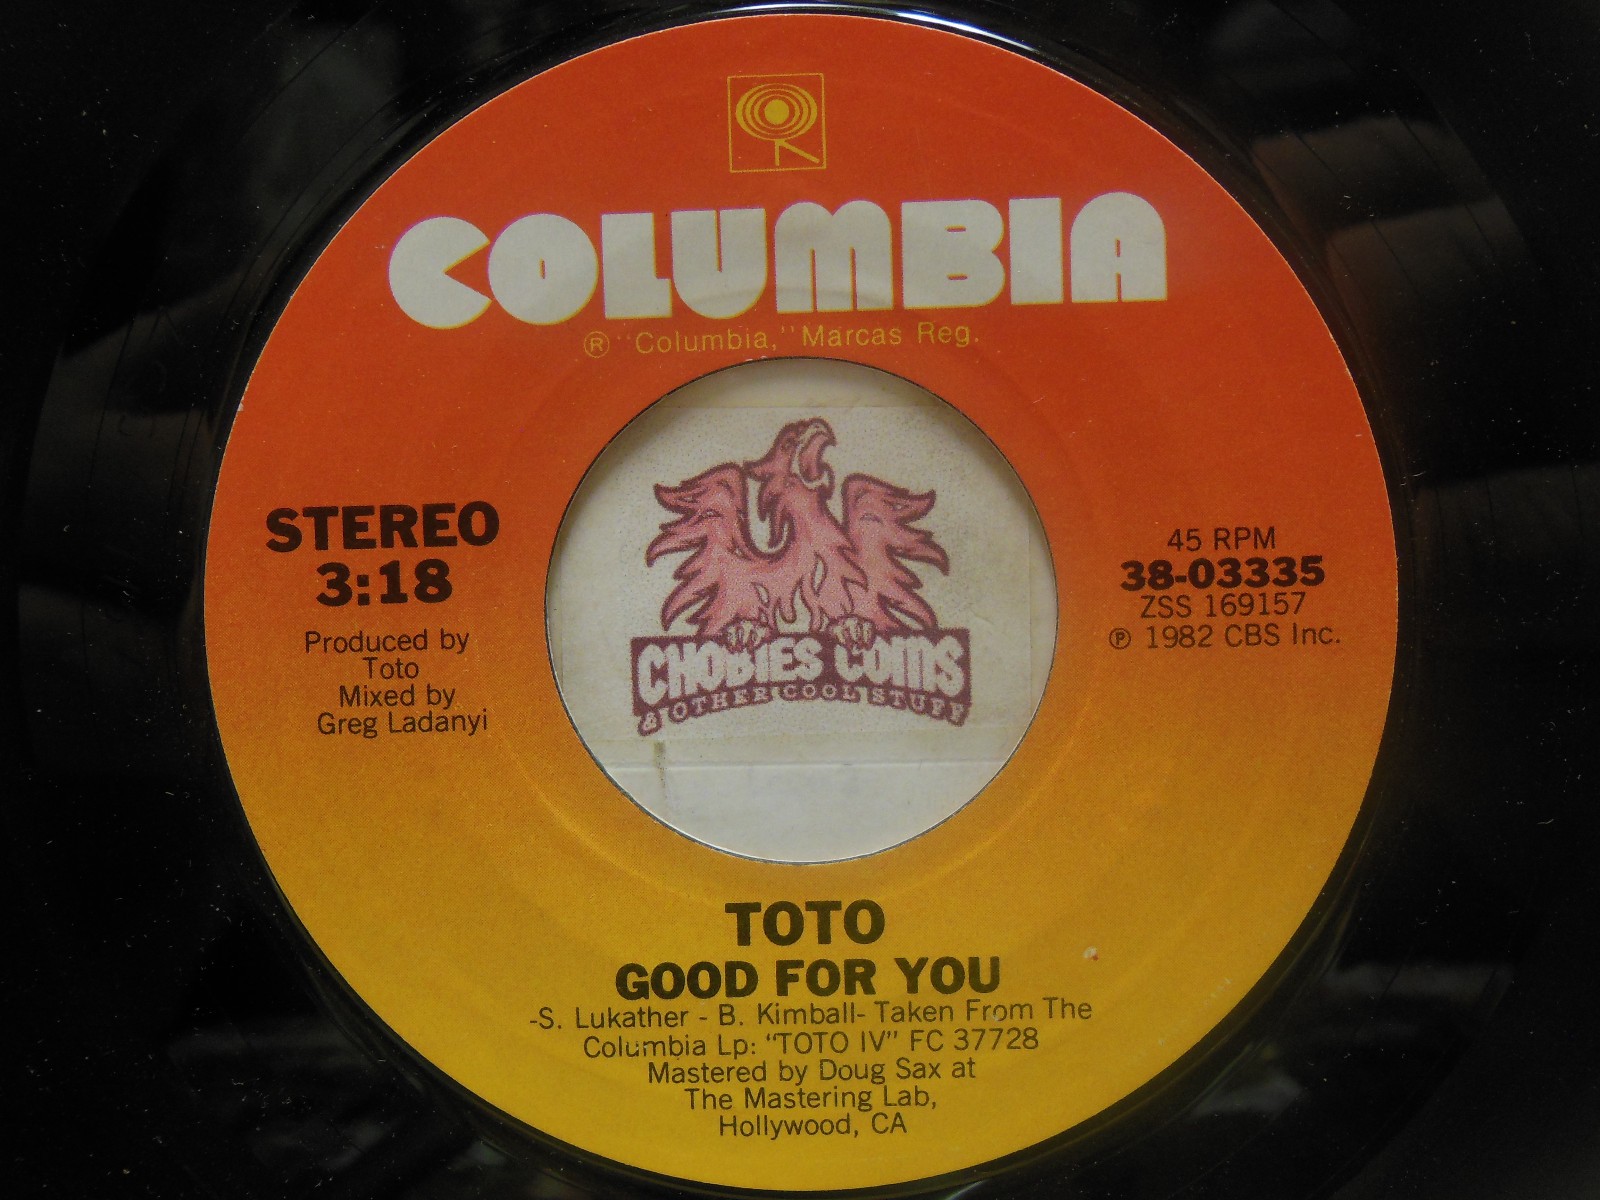 COLUMBIA
® "Columbia," Marcas Reg.
STEREO
3:18
Produced by
Toto
Mixed by
Greg Ladanyi
45 RPM
38-03335
ZSS 169157
℗ 1982 CBS Inc.
CHOBIES COINS
& OTHER COOL STUFF
TOTO
GOOD FOR YOU
-S. Lukather - B. Kimball- Taken From The
Columbia Lp: "TOTO IV" FC 37728
Mastered by Doug Sax at
The Mastering Lab,
Hollywood, CA